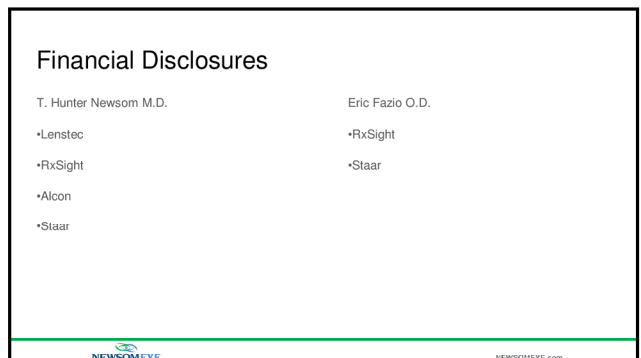 Financial Disclosures
T. Hunter Newsom M.D.
•Lenstec
•RxSight
•Alcon
•Staar
Eric Fazio O.D.
•RxSight
•Staar
NEWSOMEYE
NEWSOMEYE.com